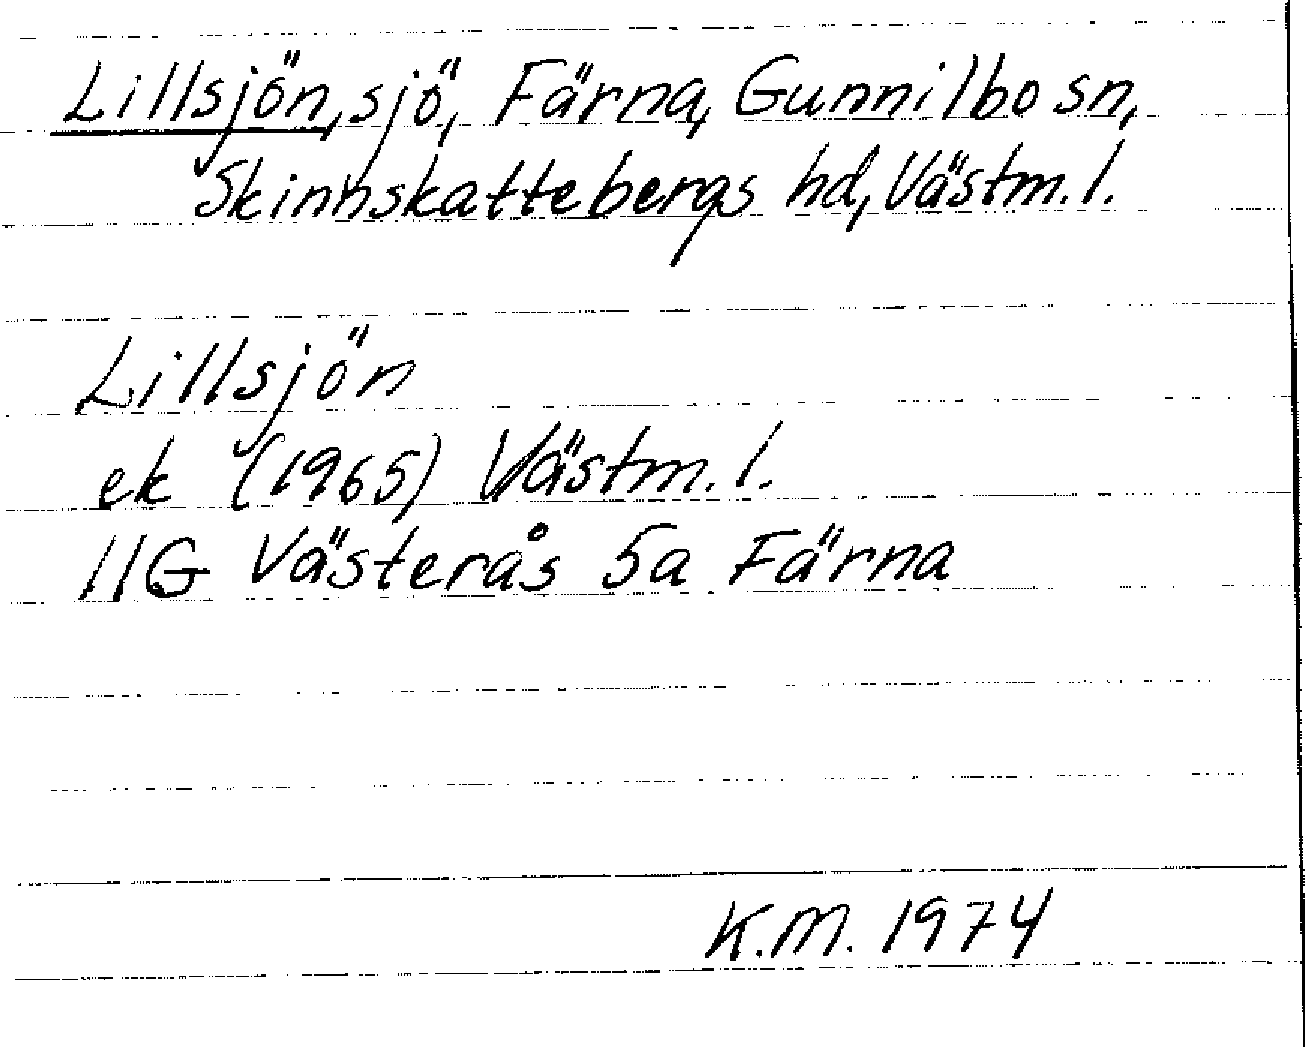 Lillsjön, sjö, Färna, Gunnilbo sn,
Skinnskattebergs hd, Västm. l.
Lillsjön
ek (1965) Västm. l.
11G Västerås 5a Färna
K.M. 1974